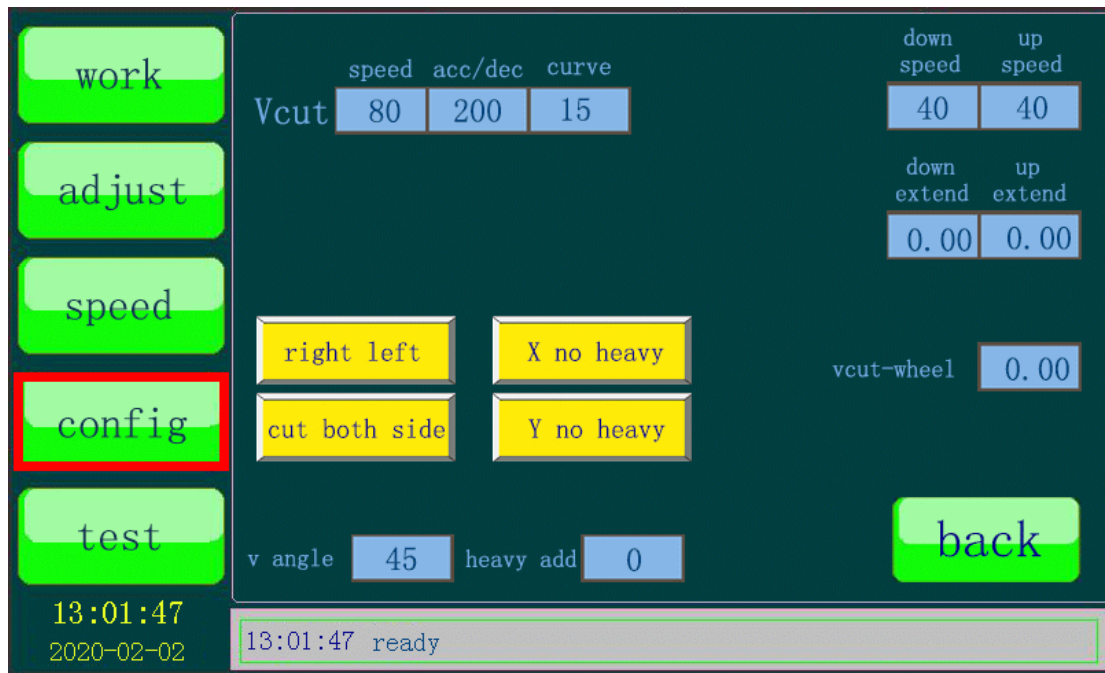 work
adjust
speed
config
test
13:01:47
2020-02-02
speed acc/dec curve
Vcut 80 200 15
down up
speed speed
40 40
down up
extend extend
0.00 0.00
right left X no heavy
cut both side Y no heavy
vcut-wheel 0.00
v angle 45 heavy add 0
back
13:01:47 ready